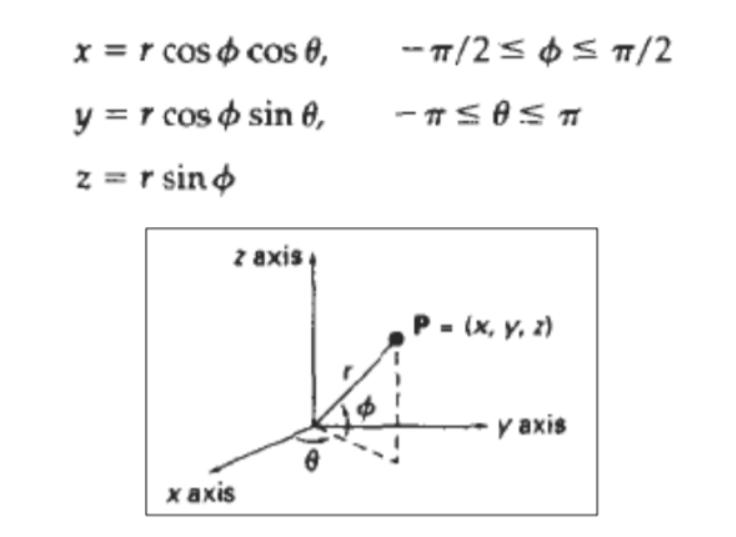 x = r cos ϕ cos θ, −π/2 ≦ ϕ ≦ π/2
y = r cos ϕ sin θ, −π ≦ θ ≦ π
z = r sin ϕ
z axis
P = (x, y, z)
r
ϕ
y axis
θ
x axis